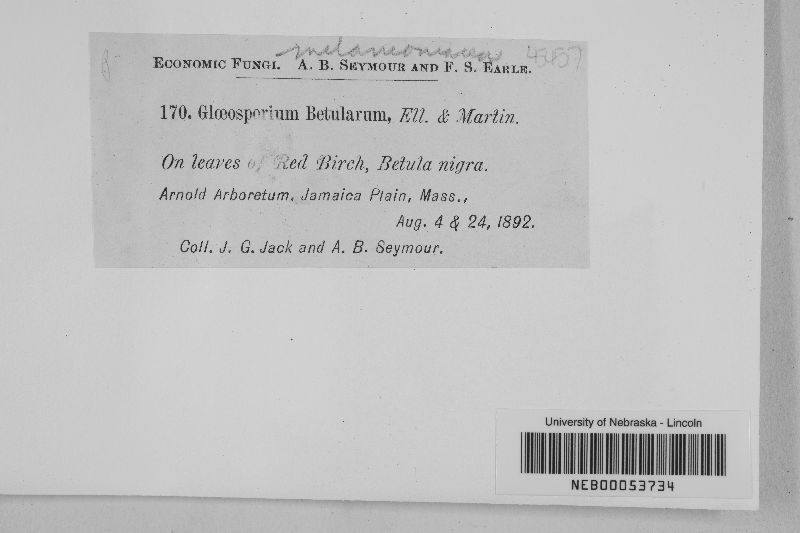 melanconiaceae
Economic Fungi. A. B. Seymour and F. S. Earle.
170. Glœosporium Betularum, Ell. & Martin.
On leaves of Red Birch, Betula nigra.
Arnold Arboretum, Jamaica Plain, Mass.,
Aug. 4 & 24, 1892.
Coll. J. G. Jack and A. B. Seymour.
University of Nebraska - Lincoln
NEB00053734